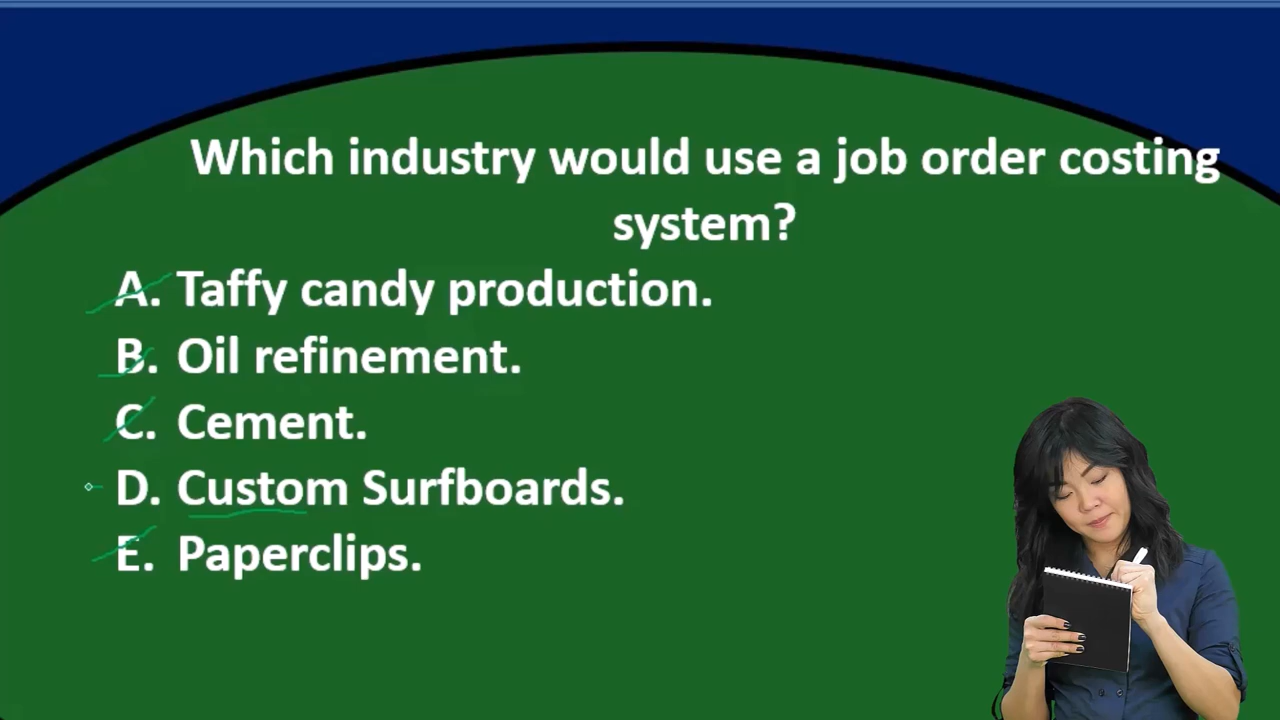 Which industry would use a job order costing
system?
A. Taffy candy production.
B. Oil refinement.
C. Cement.
D. Custom Surfboards.
E. Paperclips.